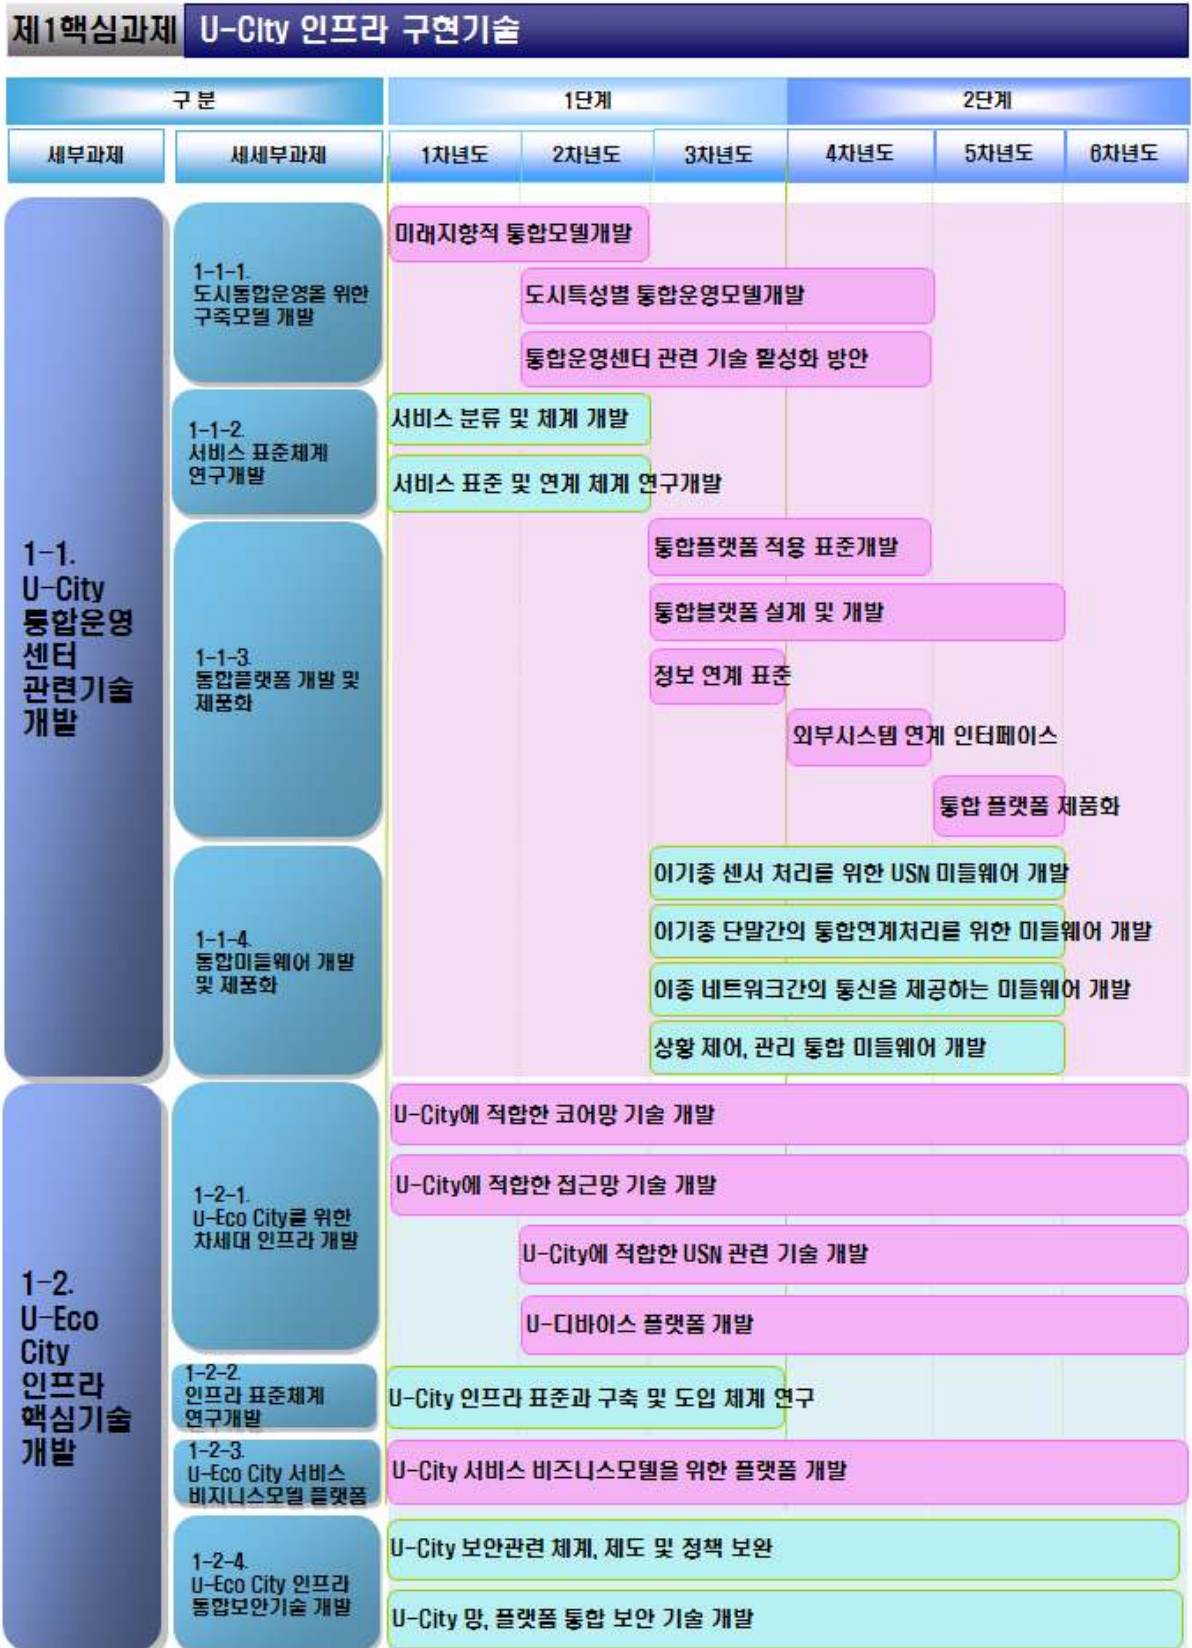 제1핵심과제 U-City 인프라 구현기술
구 분 1단계 2단계
세부과제 세세부과제 1차년도 2차년도 3차년도 4차년도 5차년도 6차년도
1-1.
U-City
통합운영
센터
관련기술
개발
1-1-1.
도시통합운영을 위한
구축모델 개발
미래지향적 통합모델개발
도시특성별 통합운영모델개발
통합운영센터 관련 기술 활성화 방안
1-1-2.
서비스 표준체계
연구개발
서비스 분류 및 체계 개발
서비스 표준 및 연계 체계 연구개발
1-1-3.
통합플랫폼 개발 및
제품화
통합플랫폼 적용 표준개발
통합블랫폼 설계 및 개발
정보 연계 표준
외부시스템 연계 인터페이스
통합 플랫폼 제품화
1-1-4.
통합미들웨어 개발
및 제품화
이기종 센서 처리를 위한 USN 미들웨어 개발
이기종 단말간의 통합연계처리를 위한 미들웨어 개발
이종 네트워크간의 통신을 제공하는 미들웨어 개발
상황 제어, 관리 통합 미들웨어 개발
1-2.
U-Eco
City
인프라
핵심기술
개발
1-2-1.
U-Eco City를 위한
차세대 인프라 개발
U-City에 적합한 코어망 기술 개발
U-City에 적합한 접근망 기술 개발
U-City에 적합한 USN 관련 기술 개발
U-디바이스 플랫폼 개발
1-2-2.
인프라 표준체계
연구개발
U-City 인프라 표준과 구축 및 도입 체계 연구
1-2-3.
U-Eco City 서비스
비지니스모델 플랫폼
U-City 서비스 비즈니스모델을 위한 플랫폼 개발
1-2-4.
U-Eco City 인프라
통합보안기술 개발
U-City 보안관련 체계, 제도 및 정책 보완
U-City 망, 플랫폼 통합 보안 기술 개발